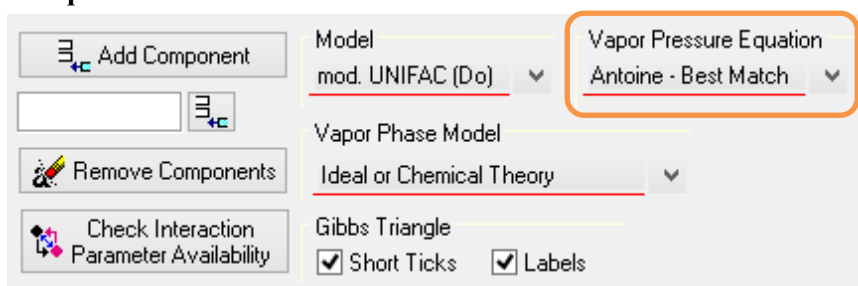 Add Component
Model
mod. UNIFAC (Do)
Vapor Pressure Equation
Antoine - Best Match
Vapor Phase Model
Remove Components
Ideal or Chemical Theory
Check Interaction
Parameter Availability
Gibbs Triangle
Short Ticks
Labels